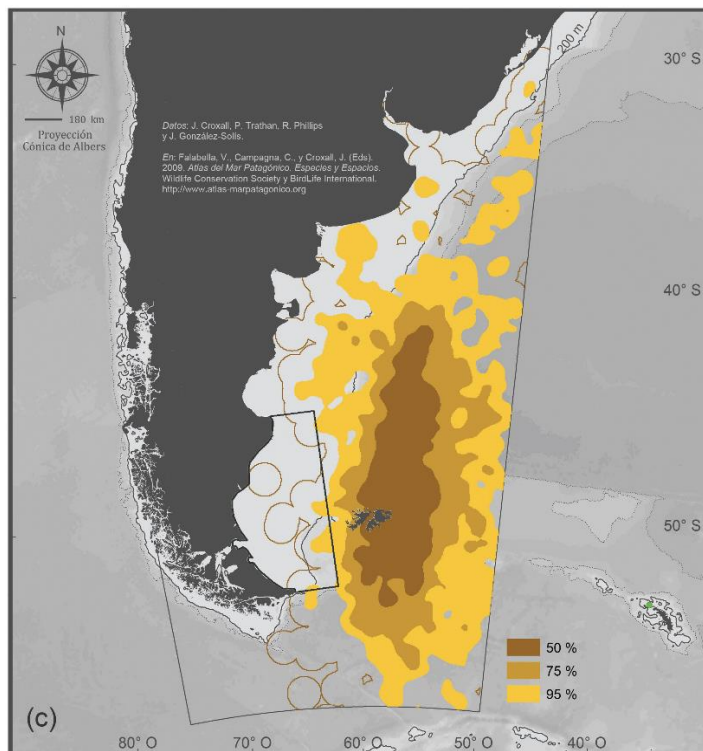 N
180 km
Proyección
Cónica de Albers
Datos: J. Croxall, P. Trathan, R. Phillips
y J. González-Solís.
En: Falabella, V., Campagna, C., y Croxall, J. (Eds).
2009. Atlas del Mar Patagónico. Especies y Espacios.
Wildlife Conservation Society y BirdLife International.
http://www.atlas-marpatagonico.org
200 m
30° S
40° S
50° S
50 %
75 %
95 %
(c)
80° O
70° O
60° O
50° O
40° O